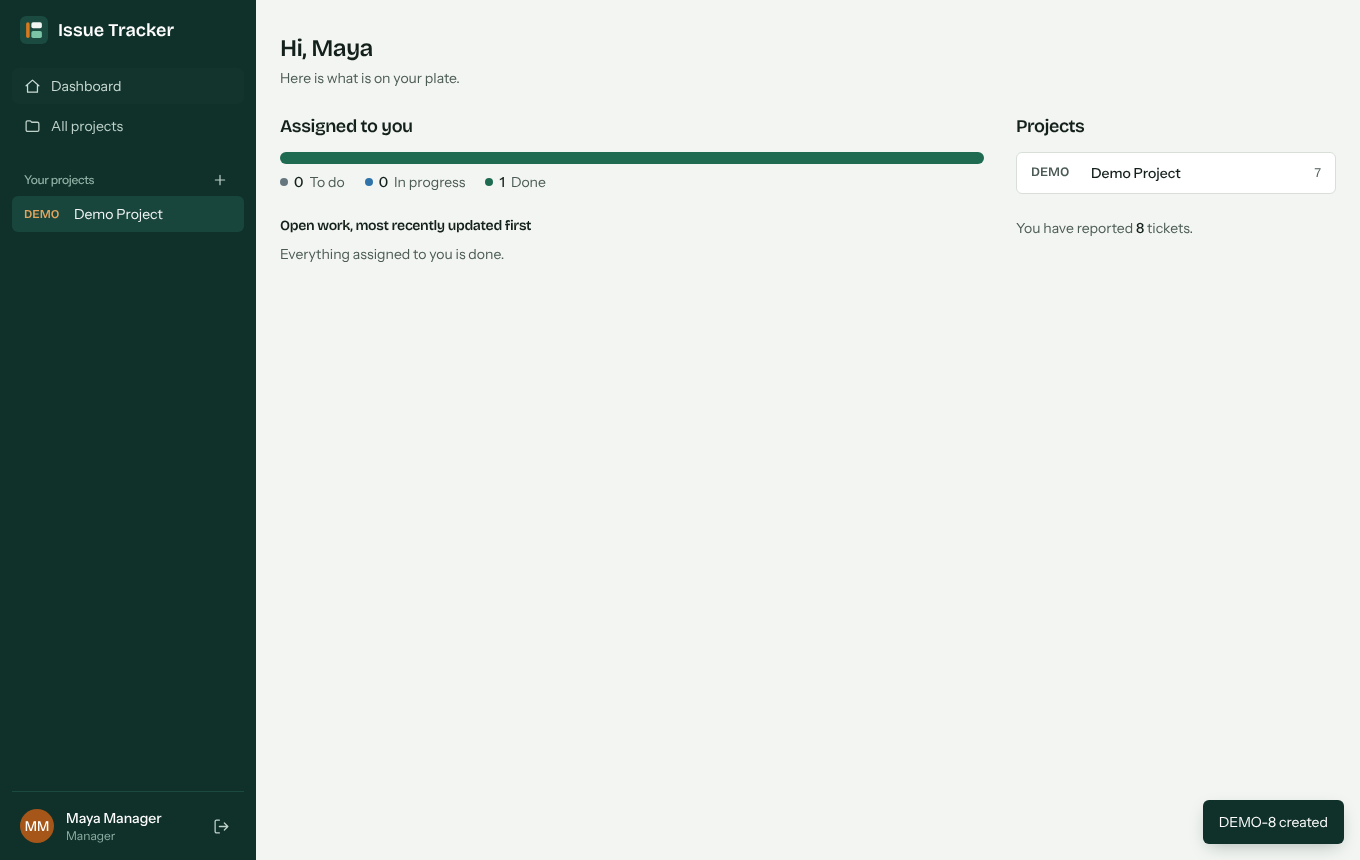 Issue Tracker
Dashboard
All projects
Your projects
DEMO Demo Project
MM
Maya Manager
Manager
Hi, Maya
Here is what is on your plate.
Assigned to you
0 To do 0 In progress 1 Done
Open work, most recently updated first
Everything assigned to you is done.
Projects
DEMO Demo Project 7
You have reported 8 tickets.
DEMO-8 created